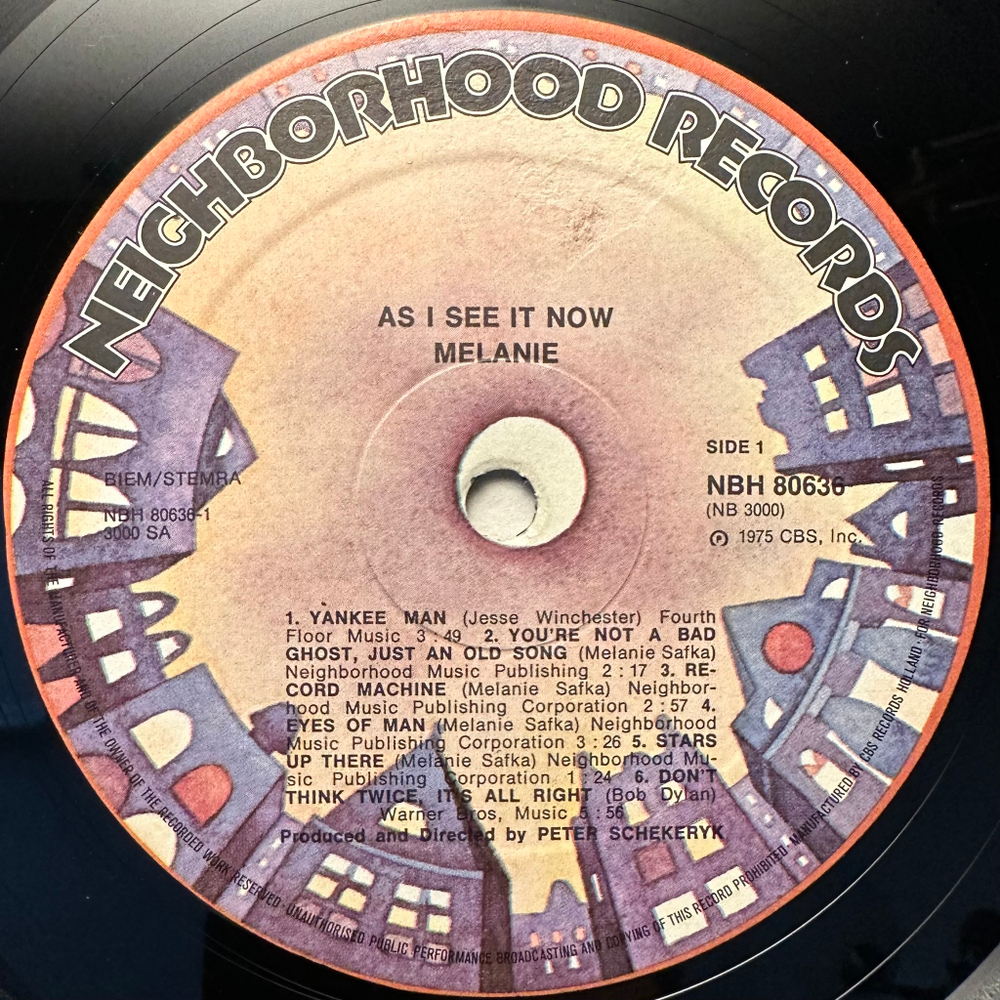 NEIGHBORHOOD RECORDS
AS I SEE IT NOW
MELANIE
BIEM/STEMRA
NBH 80636-1
3000 SA
SIDE 1
NBH 80636
(NB 3000)
Ⓟ 1975 CBS, Inc.
1. YANKEE MAN (Jesse Winchester) Fourth
Floor Music 3 : 49 2. YOU'RE NOT A BAD
GHOST, JUST AN OLD SONG (Melanie Safka)
Neighborhood Music Publishing 2 : 17 3. RE-
CORD MACHINE (Melanie Safka) Neighbor-
hood Music Publishing Corporation 2 : 57 4.
EYES OF MAN (Melanie Safka) Neighborhood
Music Publishing Corporation 3 : 26 5. STARS
UP THERE (Melanie Safka) Neighborhood Mu-
sic Publishing Corporation 1 : 24 6. DON'T
THINK TWICE, IT'S ALL RIGHT (Bob Dylan)
Warner Bros, Music 5 : 56
Produced and Directed by PETER SCHEKERYK
ALL RIGHTS OF THE MANUFACTURER AND OF THE OWNER OF THE RECORDED WORK RESERVED · UNAUTHORISED PUBLIC PERFORMANCE BROADCASTING AND COPYING OF THIS RECORD PROHIBITED · MANUFACTURED BY CBS RECORDS HOLLAND · FOR NEIGHBORHOOD RECORDS